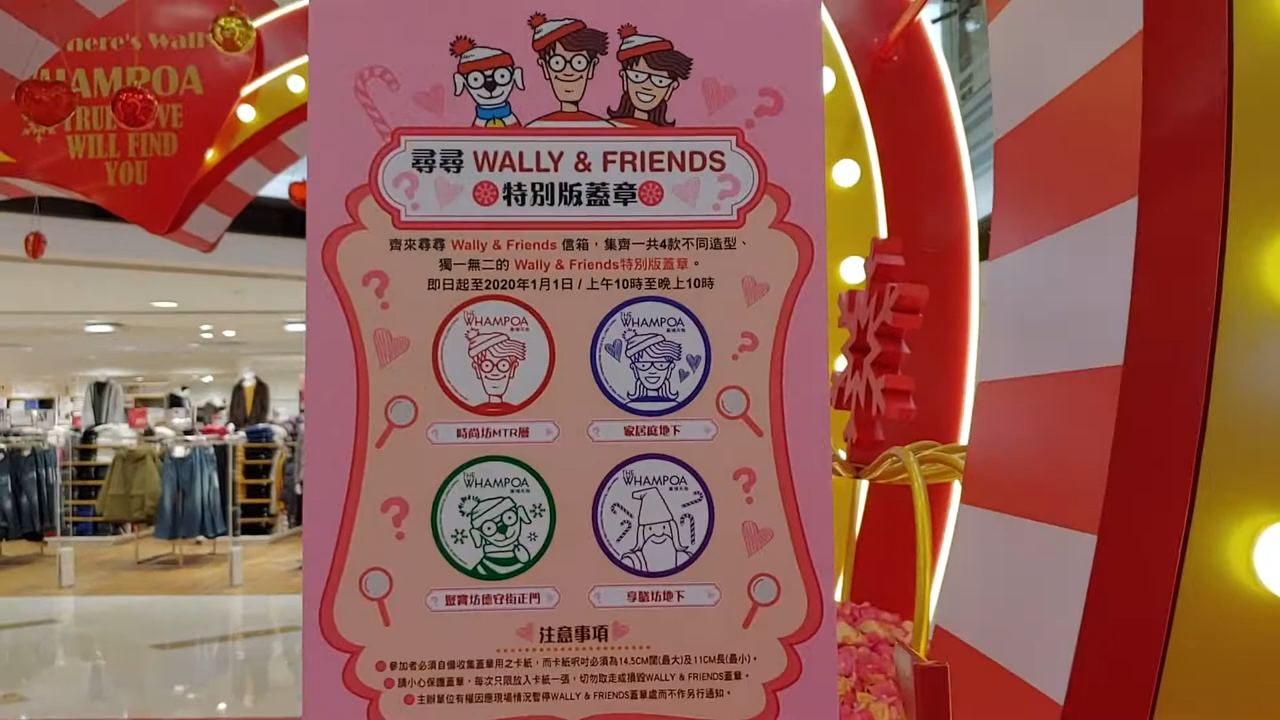 WHAMPOA
TRUE LOVE
WILL FIND
YOU
尋尋 WALLY & FRIENDS
特別版蓋章
齊來尋尋 Wally & Friends 信箱，集齊一共4款不同造型、
獨一無二的 Wally & Friends特別版蓋章。
即日起至2020年1月1日 / 上午10時至晚上10時
THE WHAMPOA
THE WHAMPOA
時尚坊MTR層
家居庭地下
THE WHAMPOA
THE WHAMPOA
聚寶坊德安街正門
享膳坊地下
注意事項
參加者必須自備收集蓋章用之卡紙，而卡紙呎吋必須為14.5CM闊(最大)及11CM長(最小)。
請小心保護蓋章，每次只限放入卡紙一張，切勿取走或損毀WALLY & FRIENDS蓋章。
主辦單位有權因應現場情況暫停WALLY & FRIENDS蓋章處而不作另行通知。